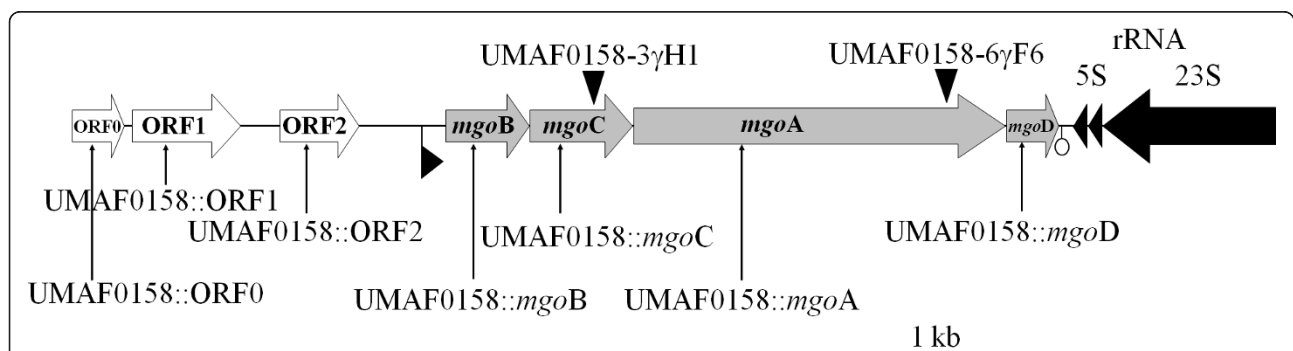 rRNA
UMAF0158-3γH1 UMAF0158-6γF6
5S 23S
ORF0 ORF1 ORF2 mgoB mgoC mgoA mgoD
UMAF0158::ORF1
UMAF0158::ORF2 UMAF0158::mgoC UMAF0158::mgoD
UMAF0158::ORF0 UMAF0158::mgoB UMAF0158::mgoA
1 kb